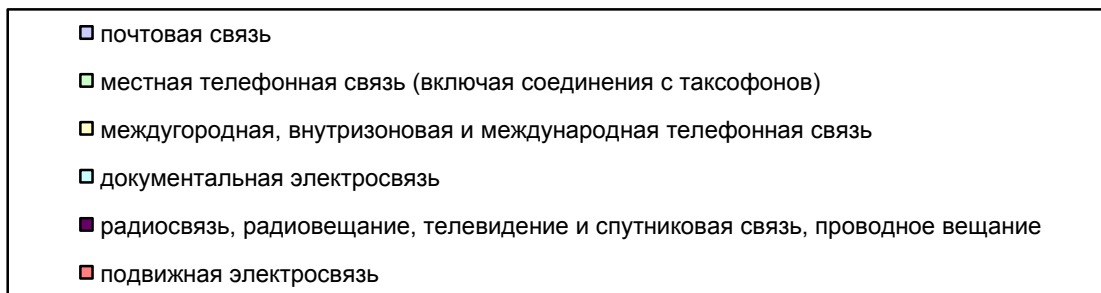 почтовая связь
местная телефонная связь (включая соединения с таксофонов)
междугородная, внутризоновая и международная телефонная связь
документальная электросвязь
радиосвязь, радиовещание, телевидение и спутниковая связь, проводное вещание
подвижная электросвязь